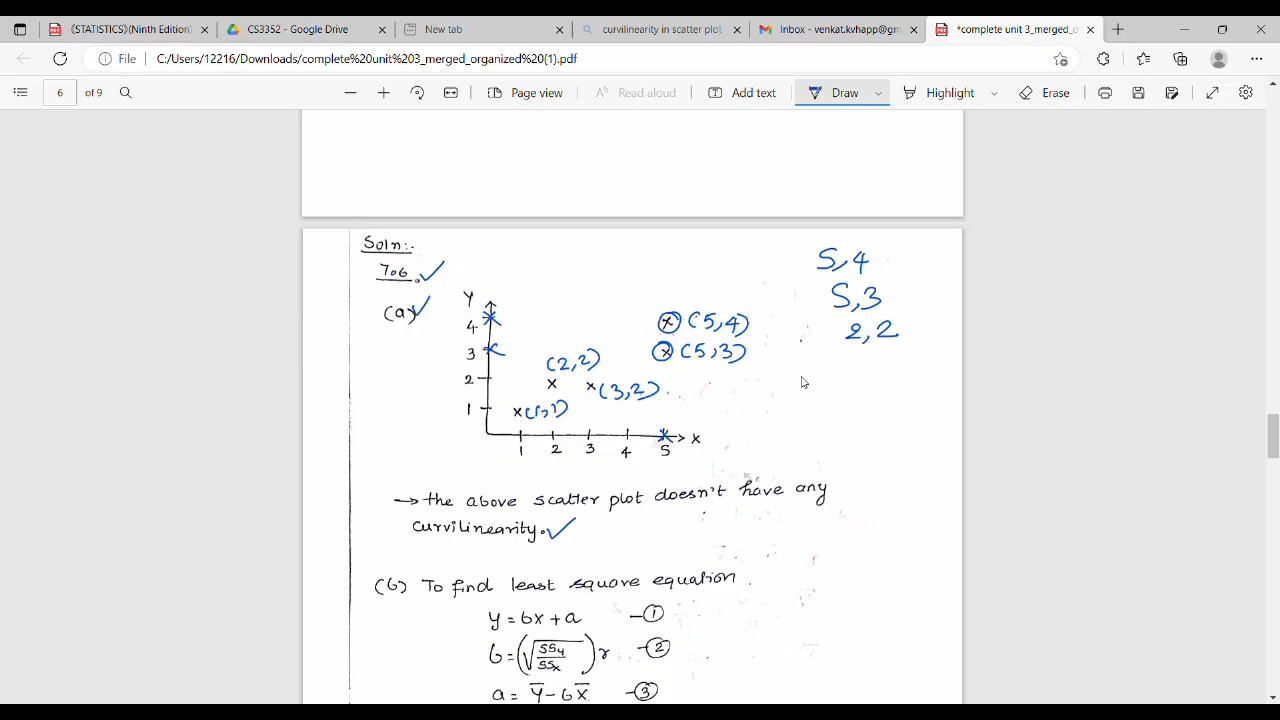 (STATISTICS)(Ninth Edition)
CS3352 - Google Drive
New tab
curvilinearity in scatter plot
Inbox - venkat.kvhapp@gm
*complete unit 3_merged_o
File
C:/Users/12216/Downloads/complete%20unit%203_merged_organized%20(1).pdf
6 of 9
Page view
Read aloud
Add text
Draw
Highlight
Erase
Soln:-
7.6.
(a)
Y
4
3
2
1
(5,4)
(5,3)
(2,2)
(3,2)
(1,1)
X
1 2 3 4 5
5,4
5,3
2,2
→ the above scatter plot doesn't have any
curvilinearity.
(b) To find least square equation
y = bx + a —①
b = (√SSy/SSx) r —②
a = Y̅ - bX̅ —③